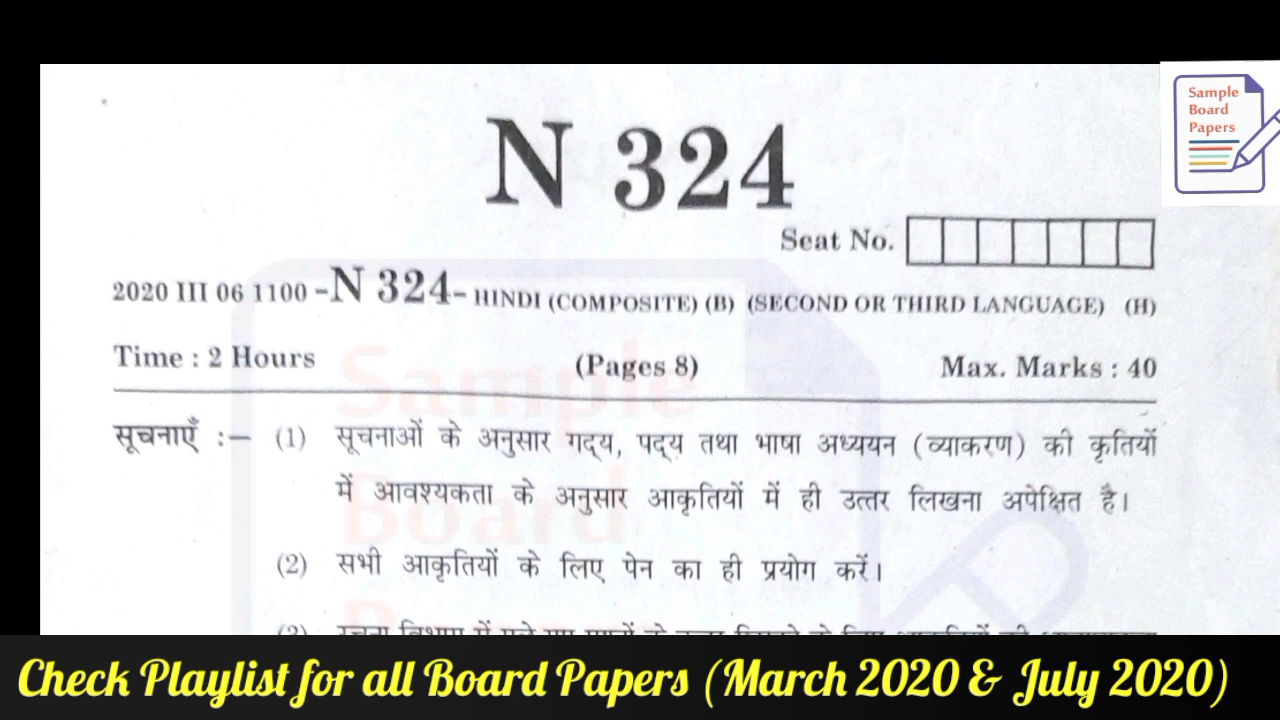 N 324
Sample
Board
Papers
Seat No.
2020 III 06 1100 -N 324- HINDI (COMPOSITE) (B) (SECOND OR THIRD LANGUAGE) (H)
Time : 2 Hours (Pages 8) Max. Marks : 40
सूचनाएँ :— (1) सूचनाओं के अनुसार गद्य, पद्य तथा भाषा अध्ययन (व्याकरण) की कृतियों
में आवश्यकता के अनुसार आकृतियों में ही उत्तर लिखना अपेक्षित है।
(2) सभी आकृतियों के लिए पेन का ही प्रयोग करें।
Sample
Board
Check Playlist for all Board Papers (March 2020 & July 2020)